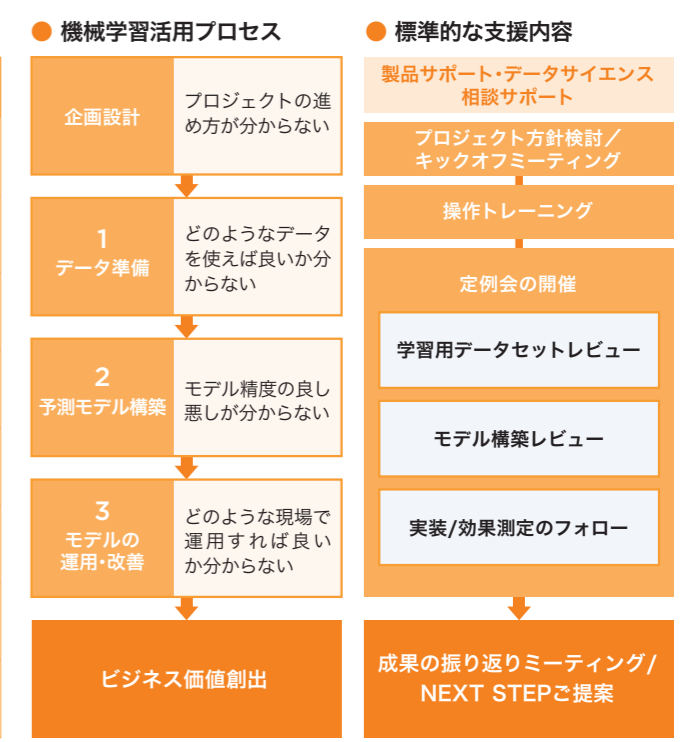 機械学習活用プロセス
企画設計
プロジェクトの進
め方が分からない
1
データ準備
どのようなデータ
を使えば良いか分
からない
2
予測モデル構築
モデル精度の良し
悪しが分からない
3
モデルの
運用・改善
どのような現場で
運用すれば良い
か分からない
ビジネス価値創出
標準的な支援内容
製品サポート・データサイエンス
相談サポート
プロジェクト方針検討／
キックオフミーティング
操作トレーニング
定例会の開催
学習用データセットレビュー
モデル構築レビュー
実装/効果測定のフォロー
成果の振り返りミーティング/
NEXT STEPご提案